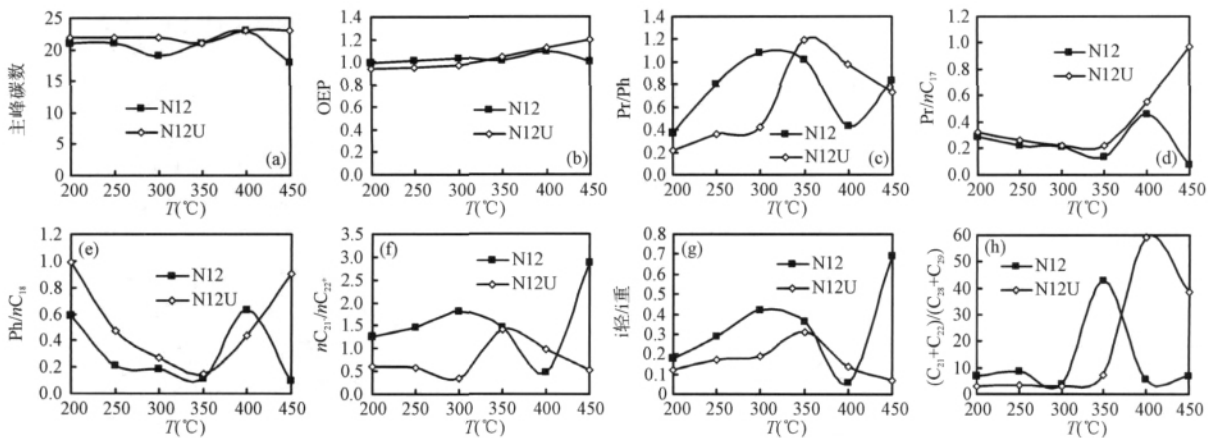 主峰碳数
25
20
15
10
5
0
N12
N12U
(a)
200 250 300 350 400 450
T(℃)
OEP
1.4
1.2
1.0
0.8
0.6
0.4
0.2
0.0
N12
N12U
(b)
200 250 300 350 400 450
T(℃)
Pr/Ph
1.4
1.2
1.0
0.8
0.6
0.4
0.2
0
N12
N12U
(c)
200 250 300 350 400 450
T(℃)
Pr/nC₁₇
1.2
1.0
0.8
0.6
0.4
0.2
0
N12
N12U
(d)
200 250 300 350 400 450
T(℃)
Ph/nC₁₈
1.2
1.0
0.8
0.6
0.4
0.2
0.0
(e)
N12
N12U
200 250 300 350 400 450
T(℃)
nC₂₁₋/nC₂₂₊
3.5
3.0
2.5
2.0
1.5
1.0
0.5
0.0
(f)
N12
N12U
200 250 300 350 400 450
T(℃)
i轻/i重
0.8
0.7
0.6
0.5
0.4
0.3
0.2
0.1
0
(g)
N12
N12U
200 250 300 350 400 450
T(℃)
(C₂₁+C₂₂)/(C₂₈+C₂₉)
60
50
40
30
20
10
0
(h)
N12
N12U
200 250 300 350 400 450
T(℃)